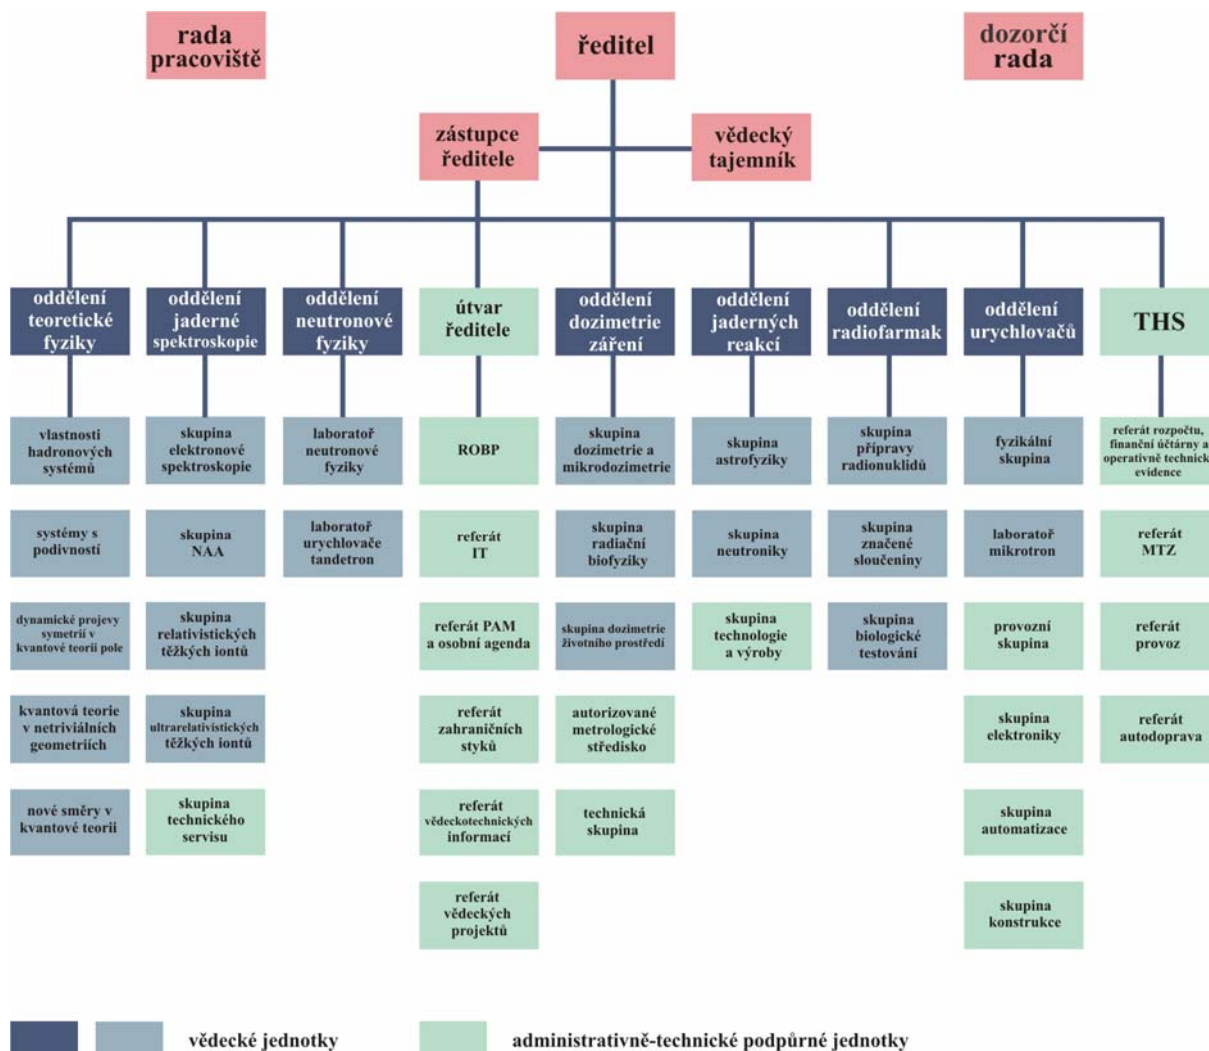 rada
pracoviště
ředitel
dozorčí
rada
zástupce
ředitele
vědecký
tajemník
oddělení
teoretické
fyziky
oddělení
jaderné
spektroskopie
oddělení
neutronové
fyziky
útvar
ředitele
oddělení
dozimetrie
záření
oddělení
jaderných
reakcí
oddělení
radiofarmak
oddělení
urychlovačů
THS
vlastnosti
hadronových
systémů
skupina
elektronové
spektroskopie
laboratoř
neutronové
fyziky
ROBP
skupina
dozimetrie a
mikrodozimetrie
skupina
astrofyziky
skupina
přípravy
radionuklidů
fyzikální
skupina
referát rozpočtu,
finanční účtárny a
operativně technick
evidence
systémy s
podivností
skupina
NAA
laboratoř
urychlovače
tandetron
referát
IT
skupina
radiační
biofyziky
skupina
neutroniky
skupina
značené
sloučeniny
laboratoř
mikrotron
referát
MTZ
dynamické projevy
symetrií v
kvantové teorii pole
skupina
relativistických
těžkých iontů
referát PAM
a osobní agenda
skupina dozimetrie
životního prostředí
skupina
technologie
a výroby
skupina
biologické
testování
provozní
skupina
referát
provoz
kvantová teorie
v netriviálních
geometriích
skupina
ultrarelativistických
těžkých iontů
referát
zahraničních
styků
autorizované
metrologické
středisko
skupina
elektroniky
referát
autodoprava
nové směry v
kvantové teorii
skupina
technického
servisu
referát
vědeckotechnických
informací
technická
skupina
skupina
automatizace
referát
vědeckých
projektů
skupina
konstrukce
vědecké jednotky
administrativně-technické podpůrné jednotky